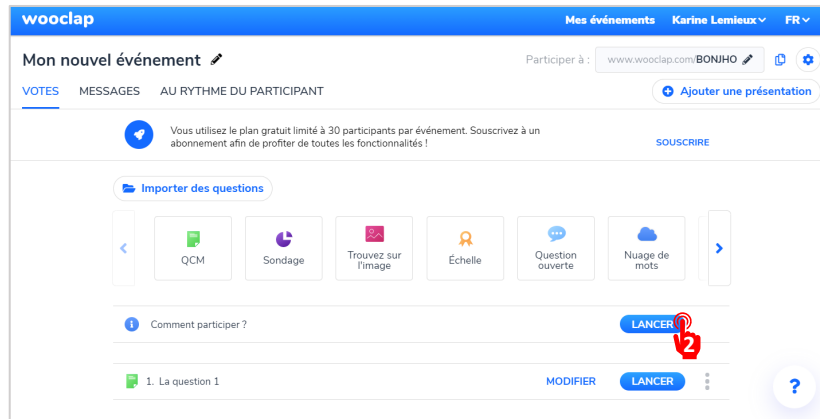 wooclap
Mes événements Karine Lemieux FR
Mon nouvel événement
Participer à : www.wooclap.com/BONJHO
VOTES MESSAGES AU RYTHME DU PARTICIPANT
Ajouter une présentation
Vous utilisez le plan gratuit limité à 30 participants par événement. Souscrivez à un
abonnement afin de profiter de toutes les fonctionnalités !
SOUSCRIRE
Importer des questions
QCM
Sondage
Trouvez sur
l'image
Échelle
Question
ouverte
Nuage de
mots
Comment participer ?
LANCER
2
1. La question 1
MODIFIER
LANCER
?